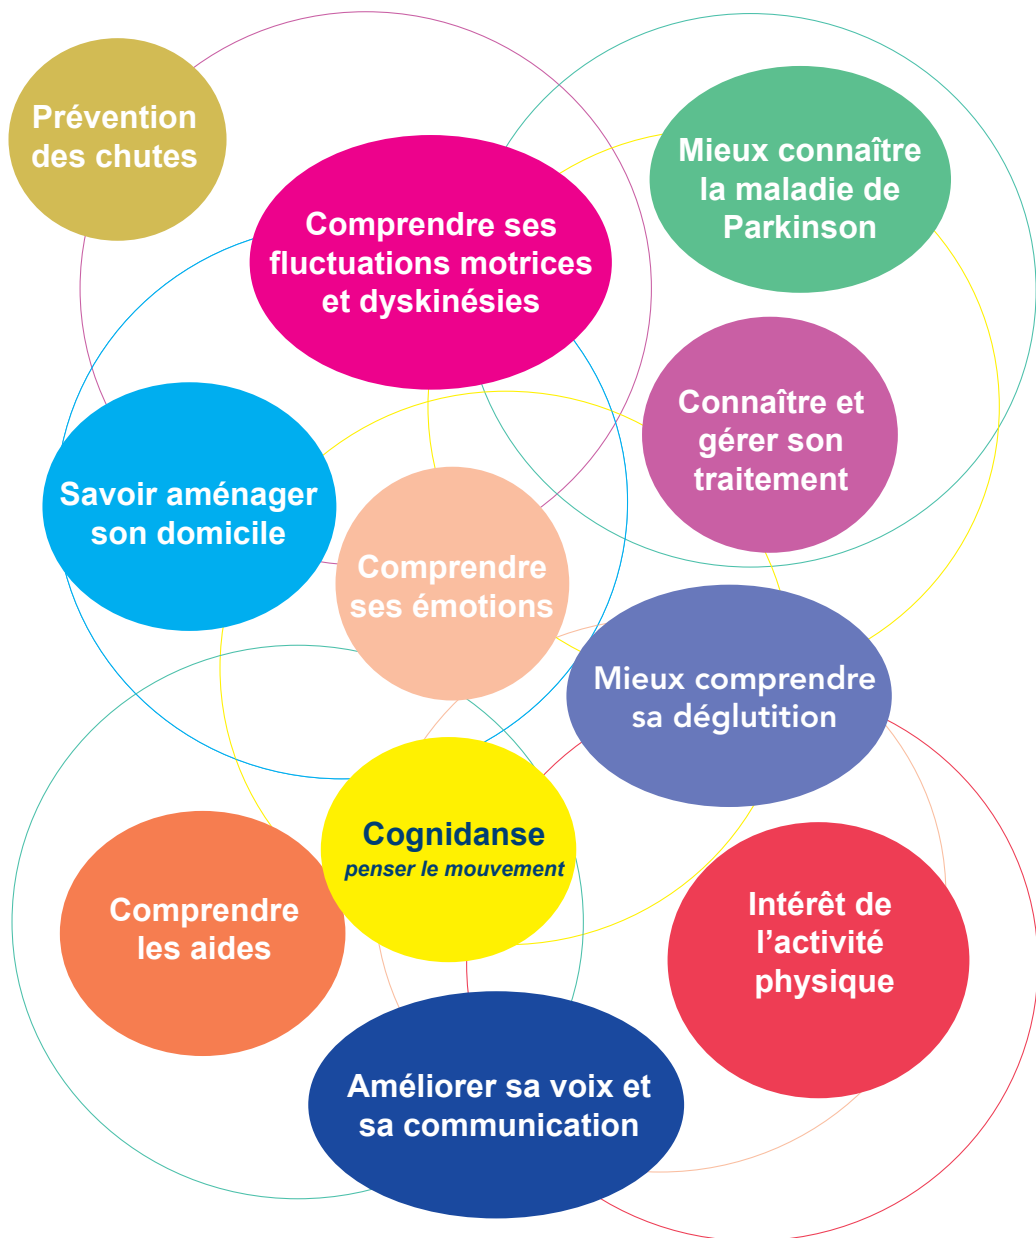 Prévention
des chutes
Comprendre ses
fluctuations motrices
et dyskinésies
Mieux connaître
la maladie de
Parkinson
Connaître et
gérer son
traitement
Savoir aménager
son domicile
Comprendre
ses émotions
Mieux comprendre
sa déglutition
Cognidanse
penser le mouvement
Comprendre
les aides
Intérêt de
l’activité
physique
Améliorer sa voix et
sa communication